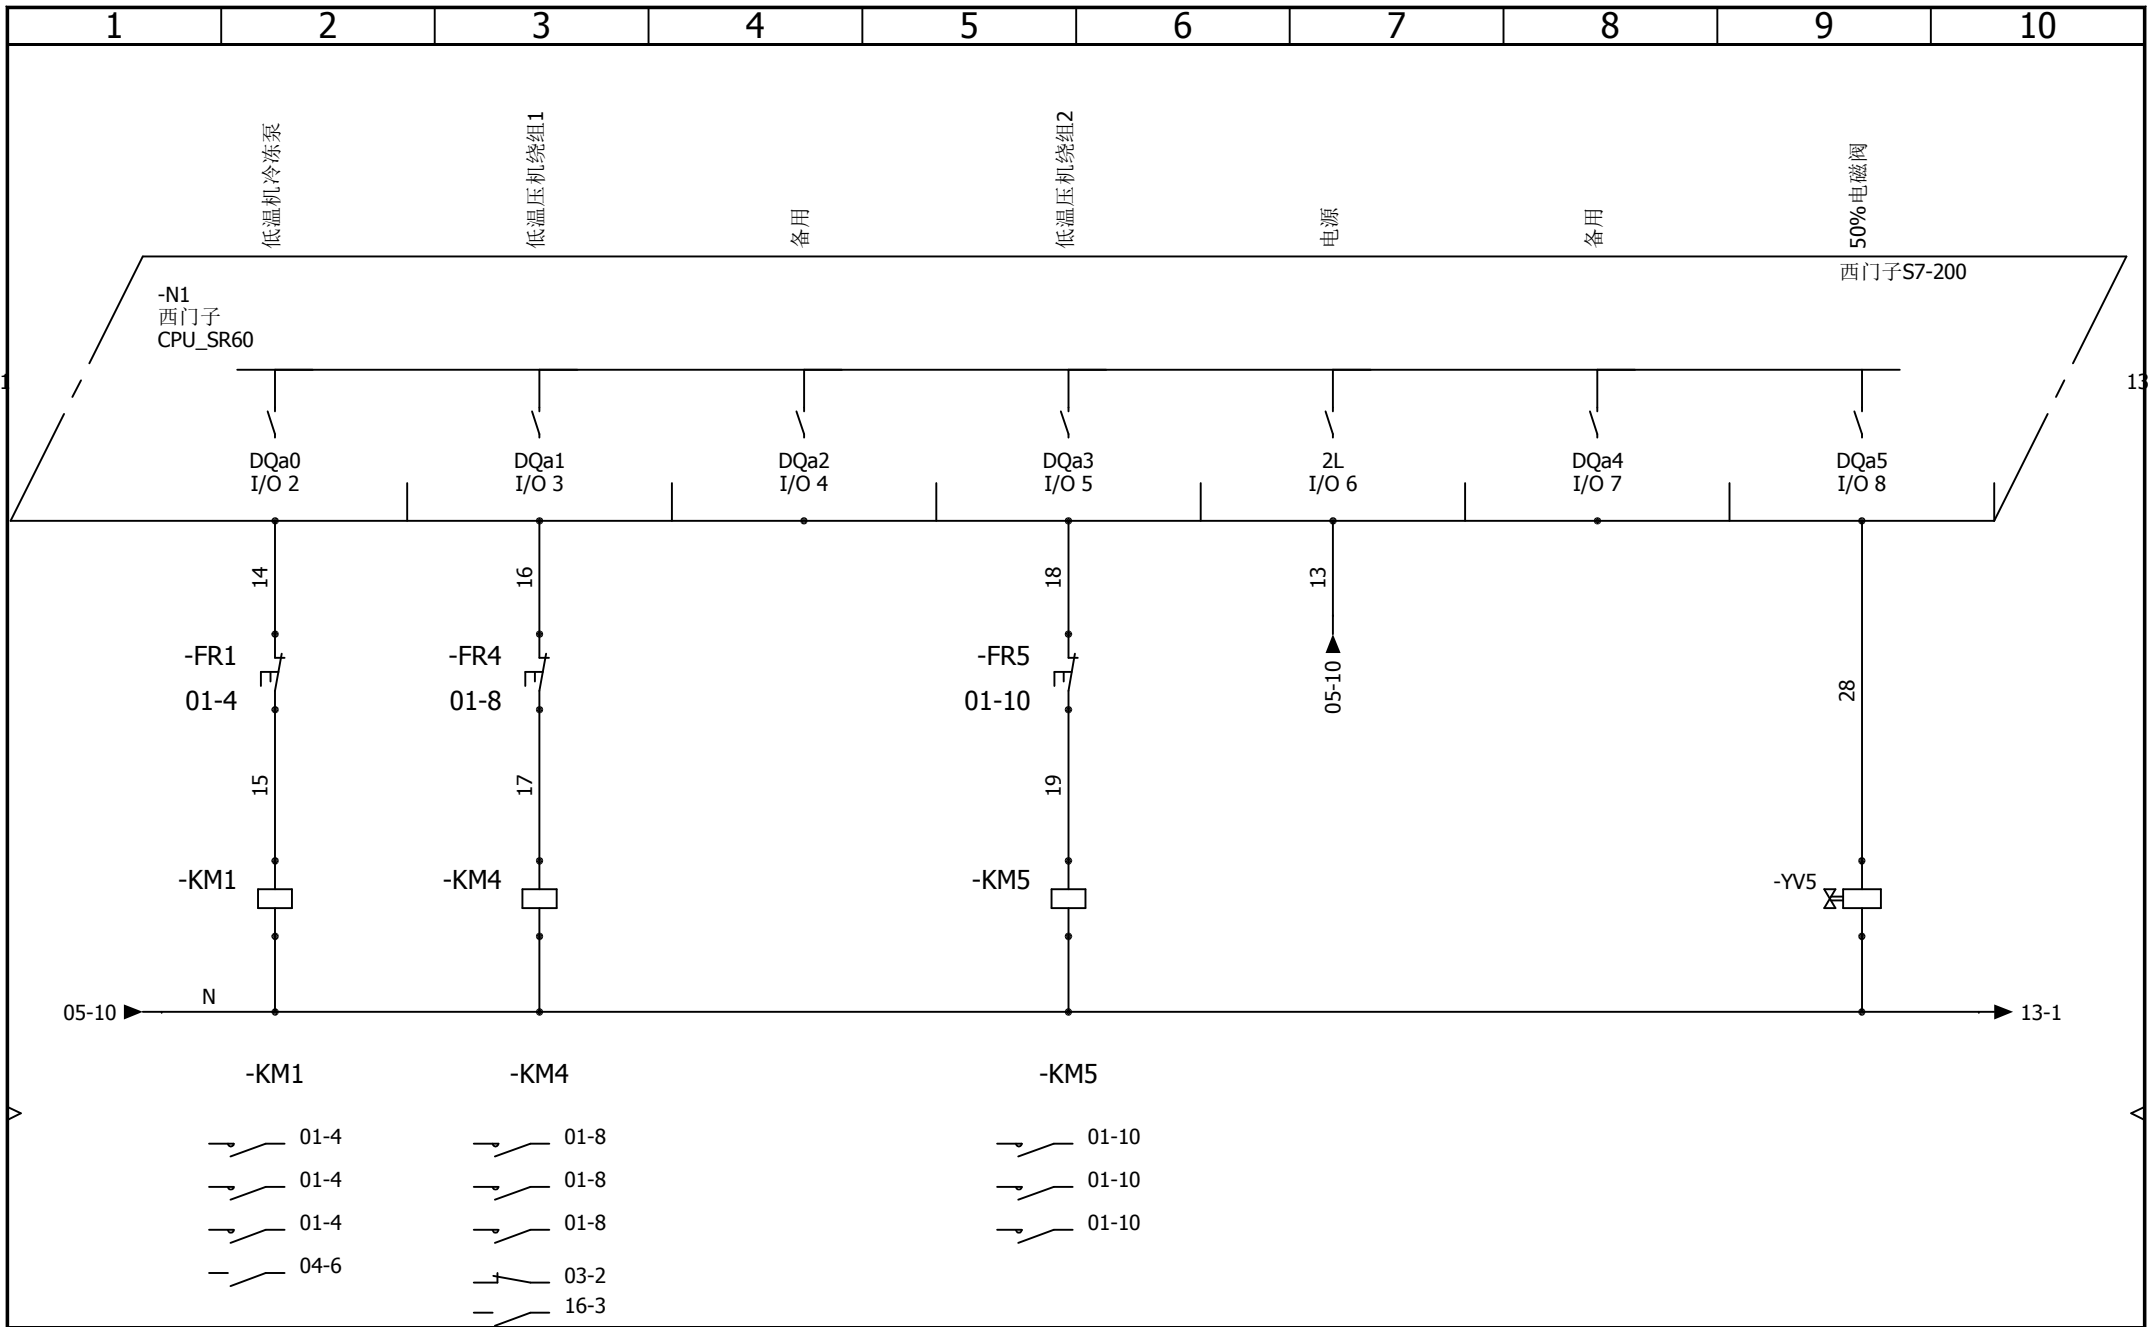 1 2 3 4 5 6 7 8 9 10
低温机冷冻泵
低温压机绕组1
备用
低温压机绕组2
电源
备用
50%电磁阀
西门子S7-200
-N1
西门子
CPU_SR60
1
13
DQa0
I/O 2
DQa1
I/O 3
DQa2
I/O 4
DQa3
I/O 5
2L
I/O 6
DQa4
I/O 7
DQa5
I/O 8
14
16
18
13
-FR1
01-4
-FR4
01-8
-FR5
01-10
05-10
28
15
17
19
-KM1
-KM4
-KM5
-YV5
05-10
N
13-1
-KM1
01-4
01-4
01-4
04-6
-KM4
01-8
01-8
01-8
03-2
16-3
-KM5
01-10
01-10
01-10